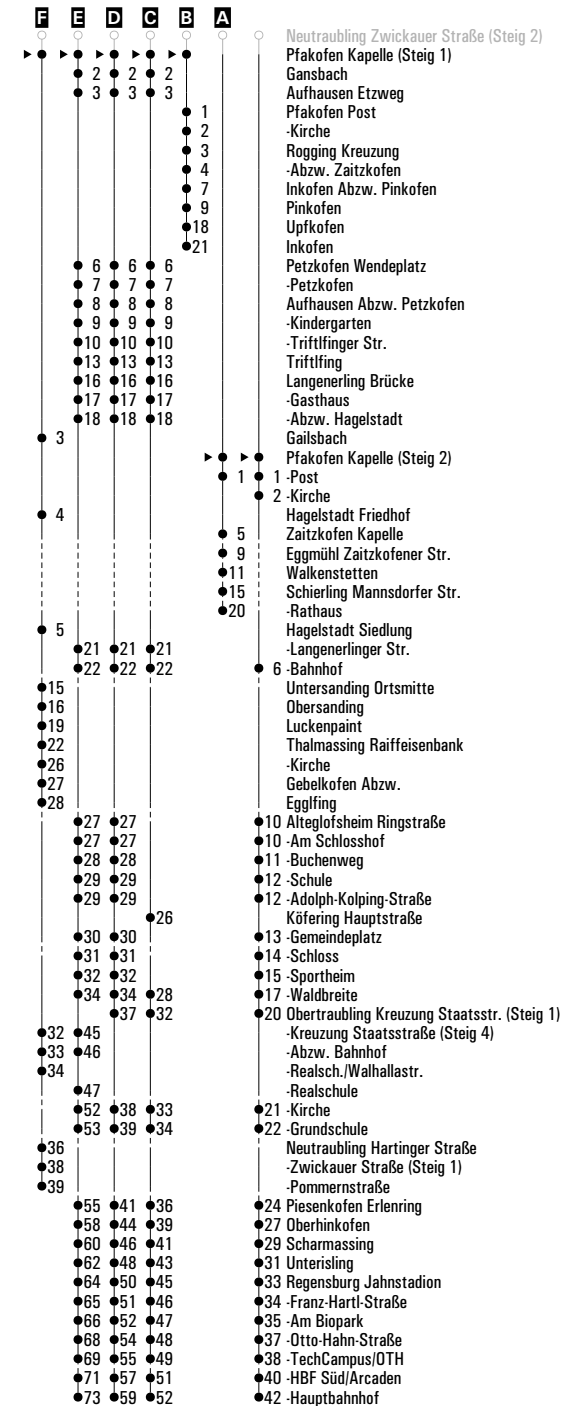 F E D C B A
Neutraubling Zwickauer Straße (Steig 2)
Pfakofen Kapelle (Steig 1)
2 2 2 Gansbach
3 3 3 Aufhausen Etzweg
1 Pfakofen Post
2 -Kirche
3 Rogging Kreuzung
4 -Abzw. Zaitzkofen
7 Inkofen Abzw. Pinkofen
9 Pinkofen
18 Upfkofen
21 Inkofen
6 6 6 Petzkofen Wendeplatz
7 7 7 -Petzkofen
8 8 8 Aufhausen Abzw. Petzkofen
9 9 9 -Kindergarten
10 10 10 -Triftlfinger Str.
13 13 13 Triftlfing
16 16 16 Langenerling Brücke
17 17 17 -Gasthaus
18 18 18 -Abzw. Hagelstadt
3 Gailsbach
Pfakofen Kapelle (Steig 2)
1 1 -Post
2 -Kirche
4 Hagelstadt Friedhof
5 Zaitzkofen Kapelle
9 Eggmühl Zaitzkofener Str.
11 Walkenstetten
15 Schierling Mannsdorfer Str.
20 -Rathaus
5 Hagelstadt Siedlung
21 21 21 -Langenerlinger Str.
22 22 22 6 -Bahnhof
15 Untersanding Ortsmitte
16 Obersanding
19 Luckenpaint
22 Thalmassing Raiffeisenbank
26 -Kirche
27 Gebelkofen Abzw.
28 Egglfing
27 27 10 Alteglofsheim Ringstraße
27 27 10 -Am Schlosshof
28 28 11 -Buchenweg
29 29 12 -Schule
29 29 12 -Adolph-Kolping-Straße
26 Köfering Hauptstraße
30 30 13 -Gemeindeplatz
31 31 14 -Schloss
32 32 15 -Sportheim
34 34 28 17 -Waldbreite
37 32 20 Obertraubling Kreuzung Staatsstr. (Steig 1)
32 45 -Kreuzung Staatsstraße (Steig 4)
33 46 -Abzw. Bahnhof
34 -Realsch./Walhallastr.
47 -Realschule
52 38 33 21 -Kirche
53 39 34 22 -Grundschule
36 Neutraubling Hartinger Straße
38 -Zwickauer Straße (Steig 1)
39 -Pommernstraße
55 41 36 24 Piesenkofen Erlenring
58 44 39 27 Oberhinkofen
60 46 41 29 Scharmassing
62 48 43 31 Unterisling
64 50 45 33 Regensburg Jahnstadion
65 51 46 34 -Franz-Hartl-Straße
66 52 47 35 -Am Biopark
68 54 48 37 -Otto-Hahn-Straße
69 55 49 38 -TechCampus/OTH
71 57 51 40 -HBF Süd/Arcaden
73 59 52 42 -Hauptbahnhof